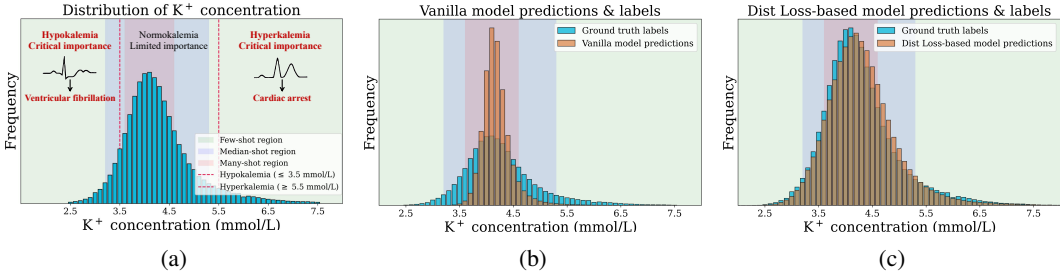 Distribution of K⁺ concentration
Frequency
Hypokalemia
Critical importance
Normokalemia
Limited importance
Hyperkalemia
Critical importance
Ventricular fibrillation
Cardiac arrest
Few-shot region
Median-shot region
Many-shot region
Hypokalemia (≤ 3.5 mmol/L)
Hyperkalemia (≥ 5.5 mmol/L)
2.5 3.5 4.5 5.5 6.5 7.5
K⁺ concentration (mmol/L)
(a)
Vanilla model predictions & labels
Frequency
Ground truth labels
Vanilla model predictions
2.5 3.5 4.5 5.5 6.5 7.5
K⁺ concentration (mmol/L)
(b)
Dist Loss-based model predictions & labels
Frequency
Ground truth labels
Dist Loss-based model predictions
2.5 3.5 4.5 5.5 6.5 7.5
K⁺ concentration (mmol/L)
(c)